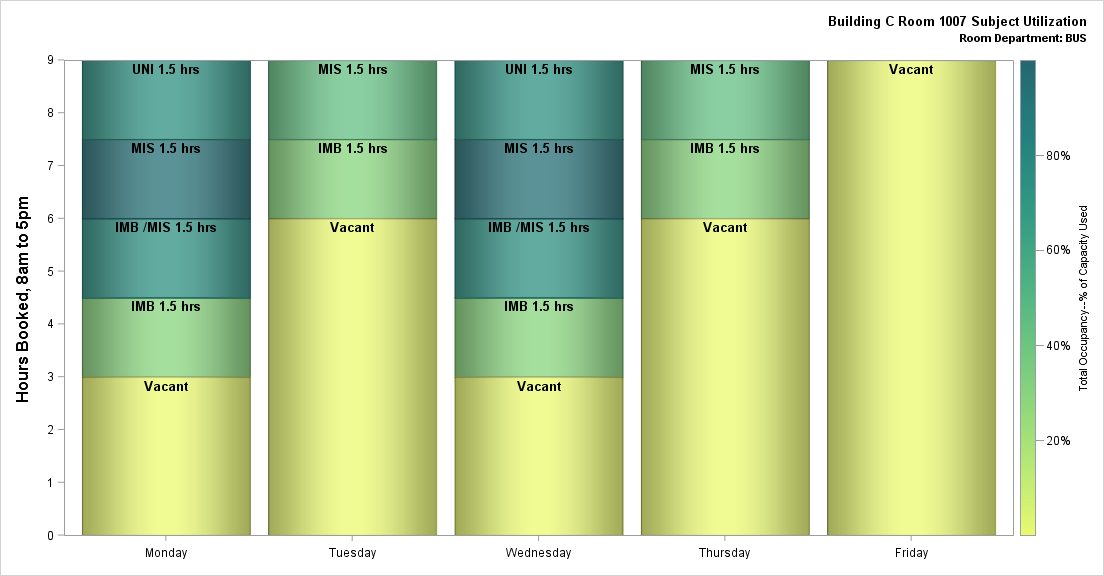 Building C Room 1007 Subject Utilization
Room Department: BUS
Hours Booked, 8am to 5pm
9
8
7
6
5
4
3
2
1
0
UNI 1.5 hrs
MIS 1.5 hrs
IMB /MIS 1.5 hrs
IMB 1.5 hrs
Vacant
MIS 1.5 hrs
IMB 1.5 hrs
Vacant
UNI 1.5 hrs
MIS 1.5 hrs
IMB /MIS 1.5 hrs
IMB 1.5 hrs
Vacant
MIS 1.5 hrs
IMB 1.5 hrs
Vacant
Vacant
Monday
Tuesday
Wednesday
Thursday
Friday
80%
60%
40%
20%
Total Occupancy--% of Capacity Used